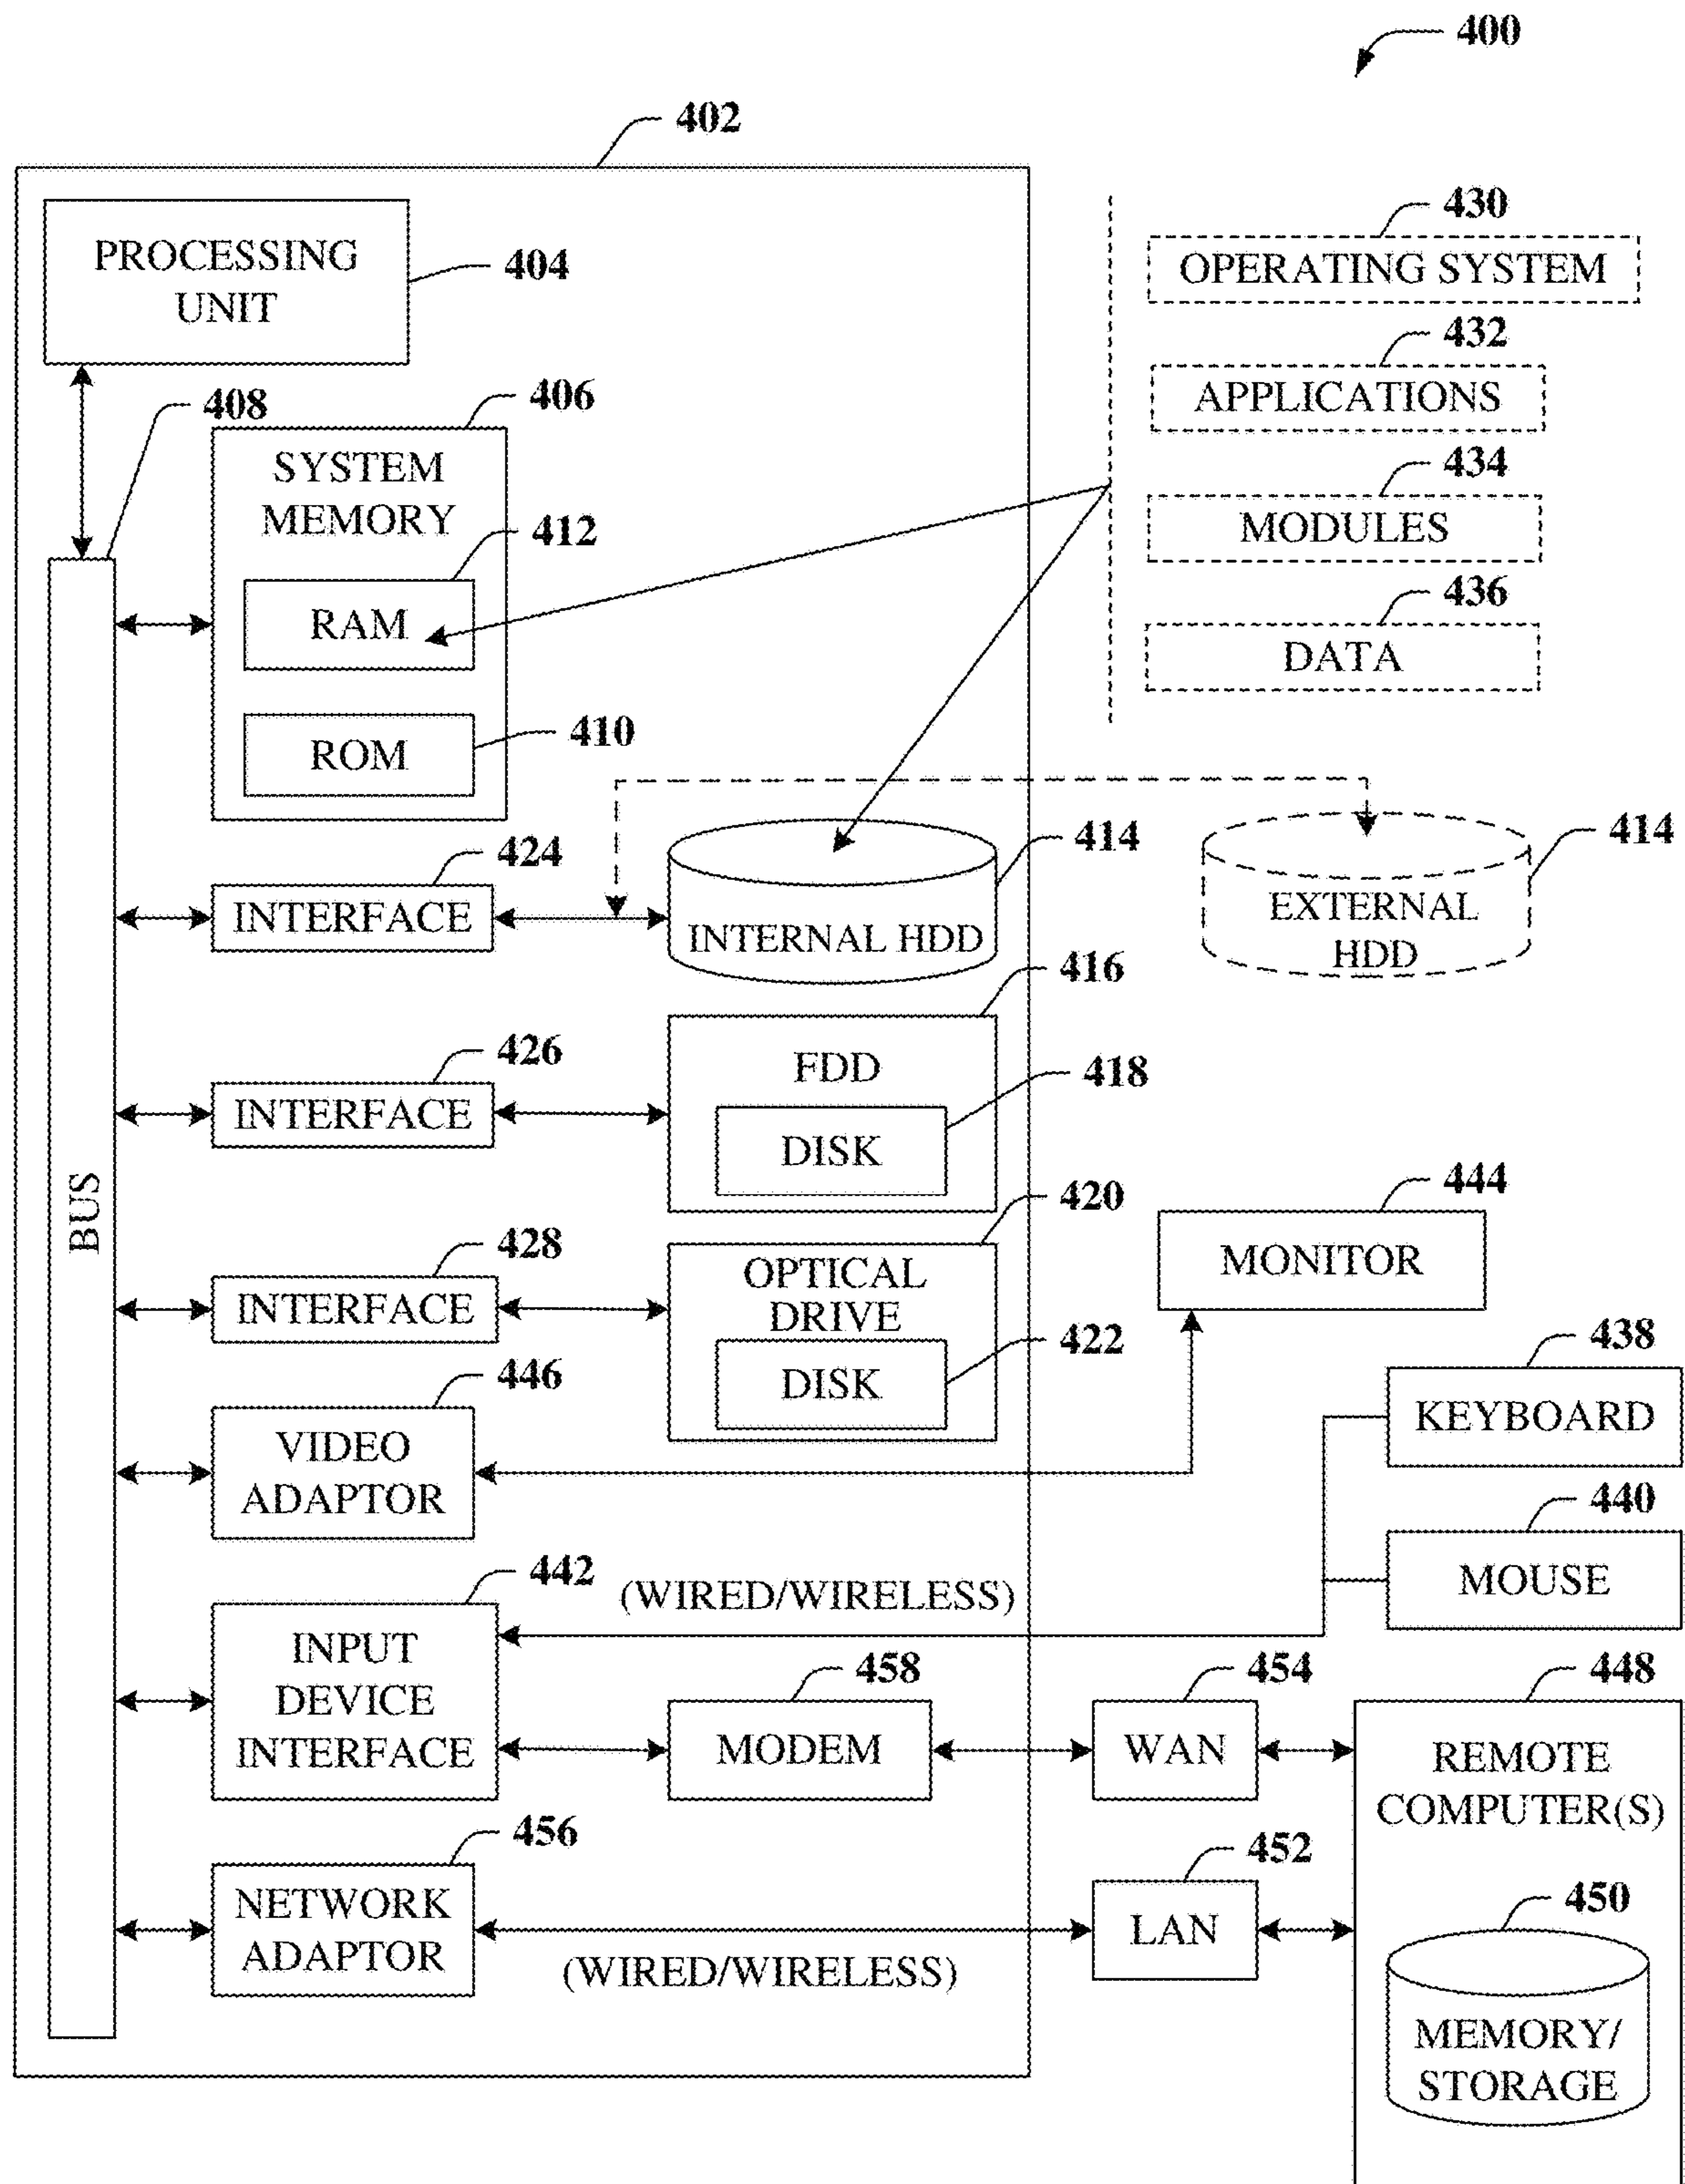 400
402
PROCESSING
UNIT
404
430
OPERATING SYSTEM
432
APPLICATIONS
434
MODULES
436
DATA
408
406
SYSTEM
MEMORY
412
RAM
410
ROM
424
INTERFACE
414
INTERNAL HDD
414
EXTERNAL
HDD
416
FDD
418
DISK
426
INTERFACE
BUS
420
OPTICAL
DRIVE
422
DISK
428
INTERFACE
444
MONITOR
446
VIDEO
ADAPTOR
438
KEYBOARD
440
MOUSE
442
INPUT
DEVICE
INTERFACE
(WIRED/WIRELESS)
458
MODEM
454
WAN
448
REMOTE
COMPUTER(S)
456
NETWORK
ADAPTOR
(WIRED/WIRELESS)
452
LAN
450
MEMORY/
STORAGE